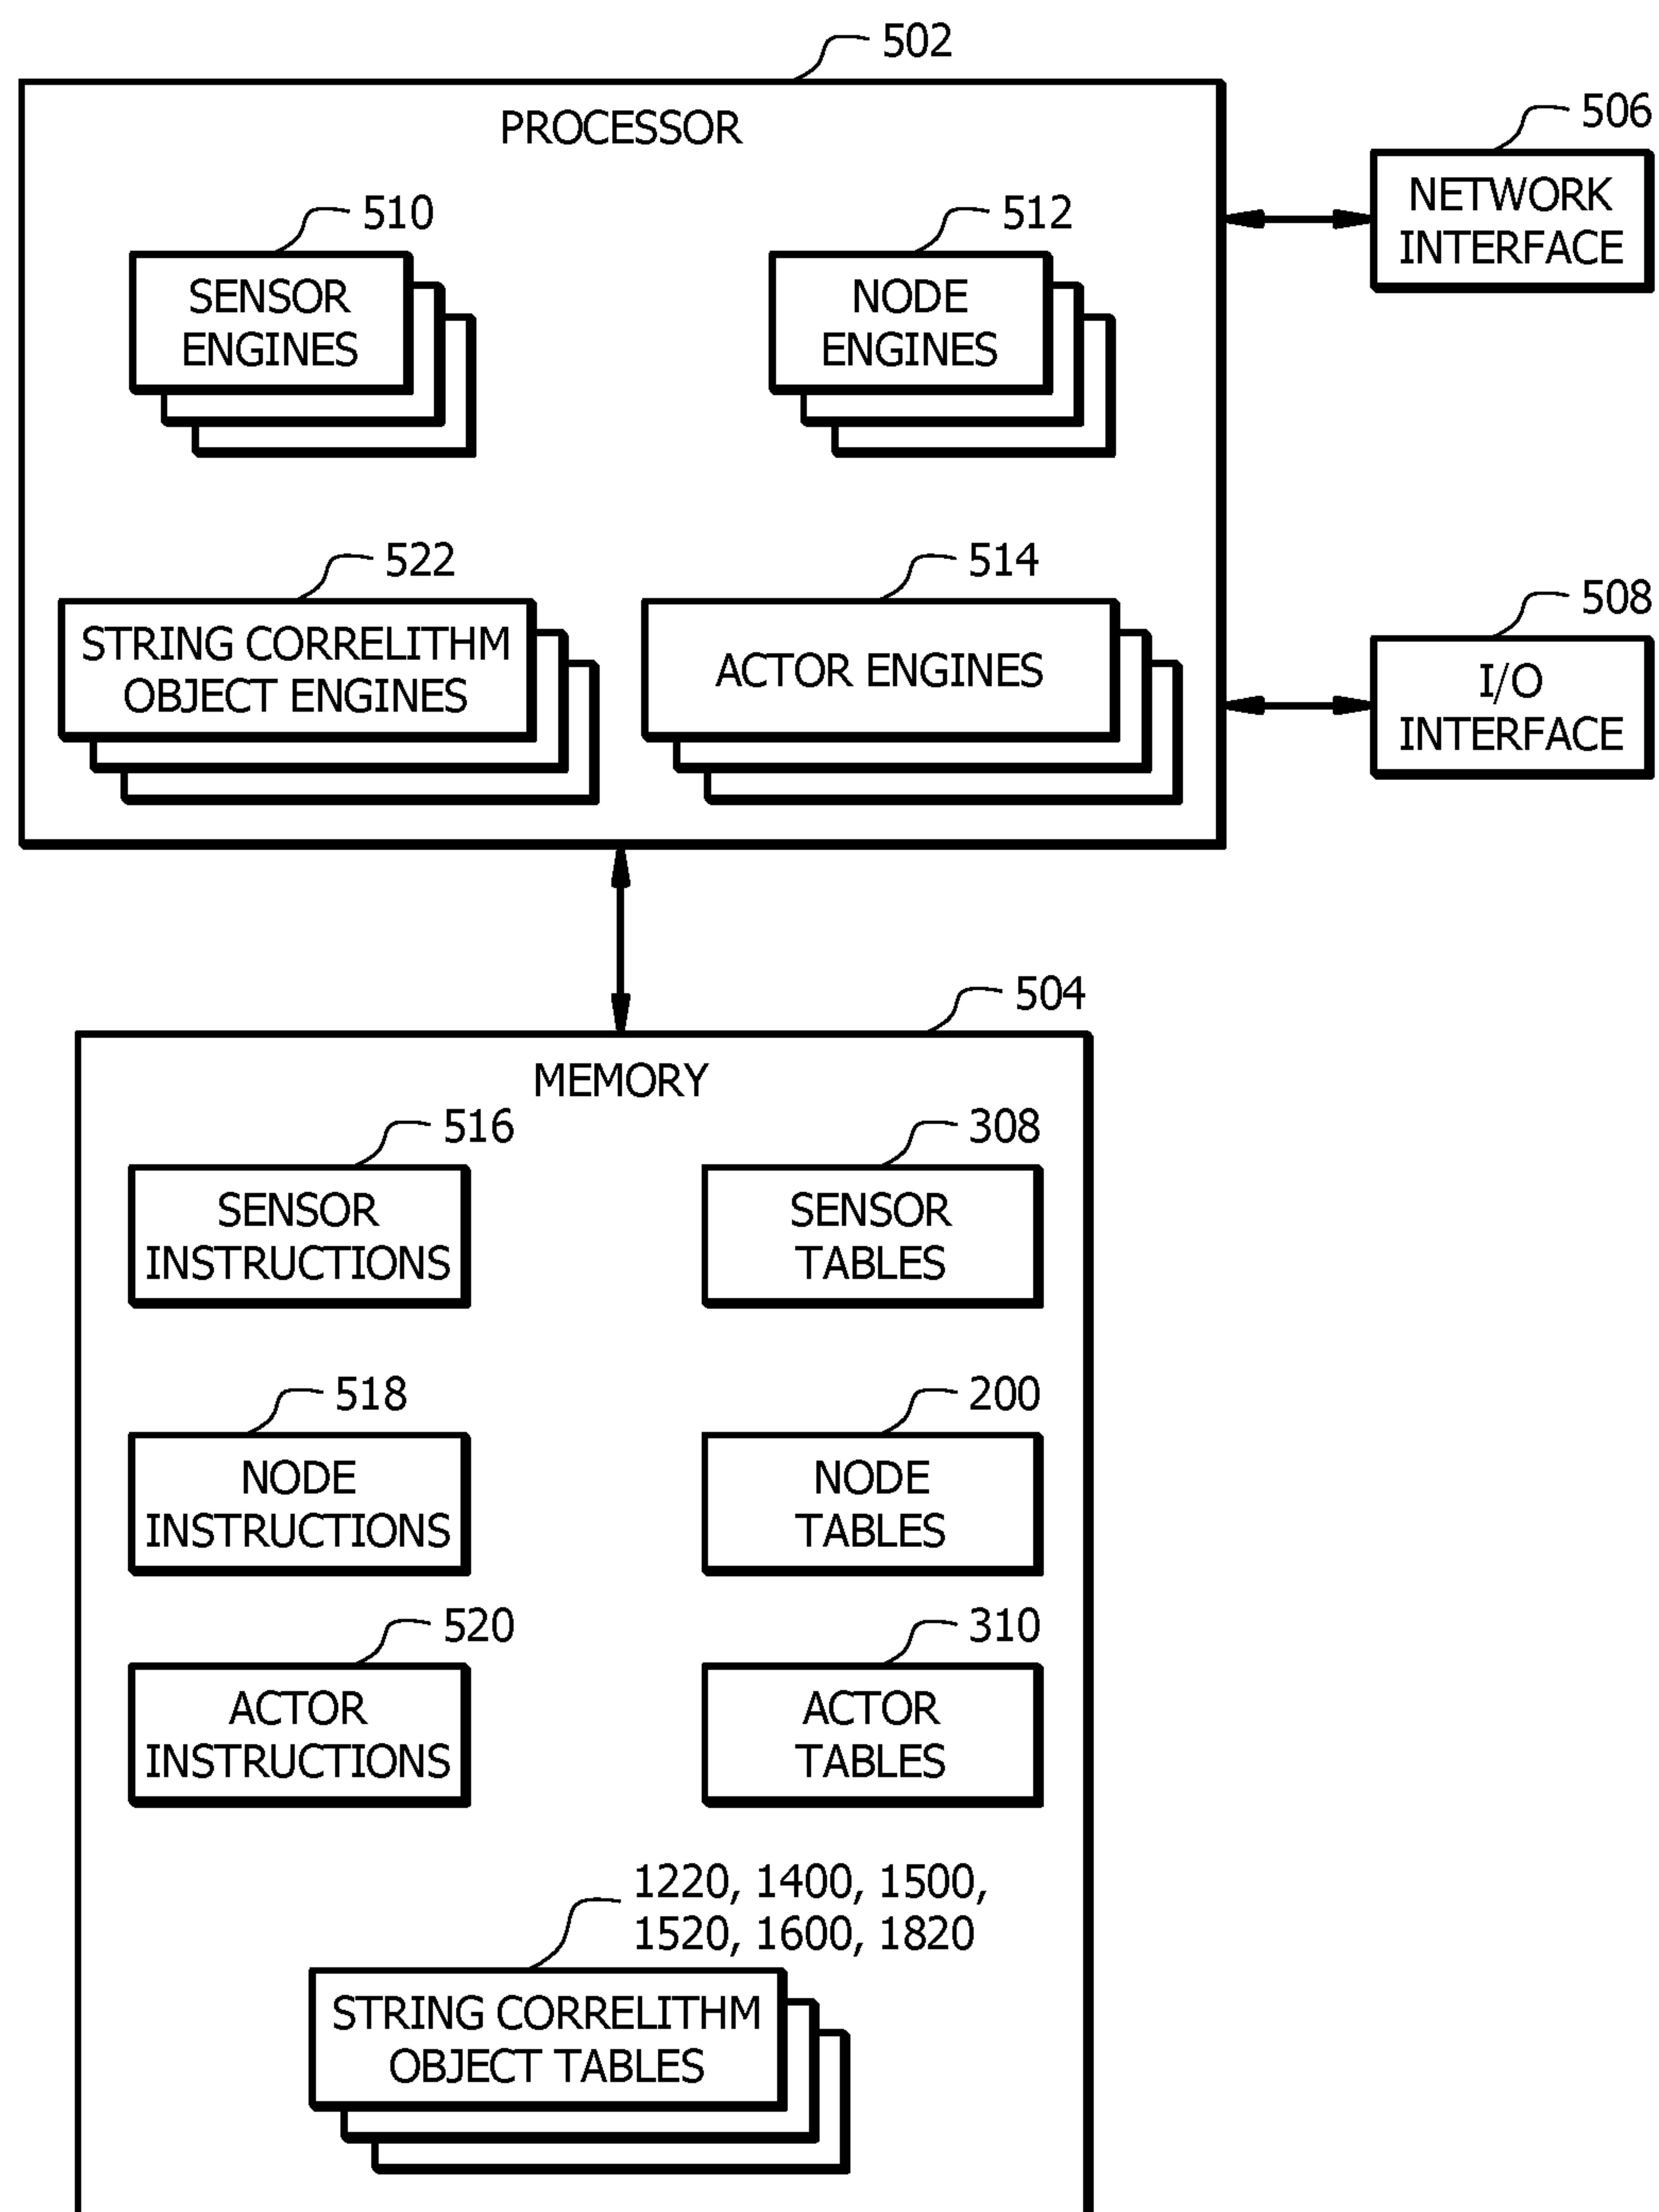 502
PROCESSOR
506
NETWORK
INTERFACE
510
SENSOR
ENGINES
512
NODE
ENGINES
522
STRING CORRELITHM
OBJECT ENGINES
514
ACTOR ENGINES
508
I/O
INTERFACE
504
MEMORY
516
SENSOR
INSTRUCTIONS
308
SENSOR
TABLES
518
NODE
INSTRUCTIONS
200
NODE
TABLES
520
ACTOR
INSTRUCTIONS
310
ACTOR
TABLES
1220, 1400, 1500,
1520, 1600, 1820
STRING CORRELITHM
OBJECT TABLES